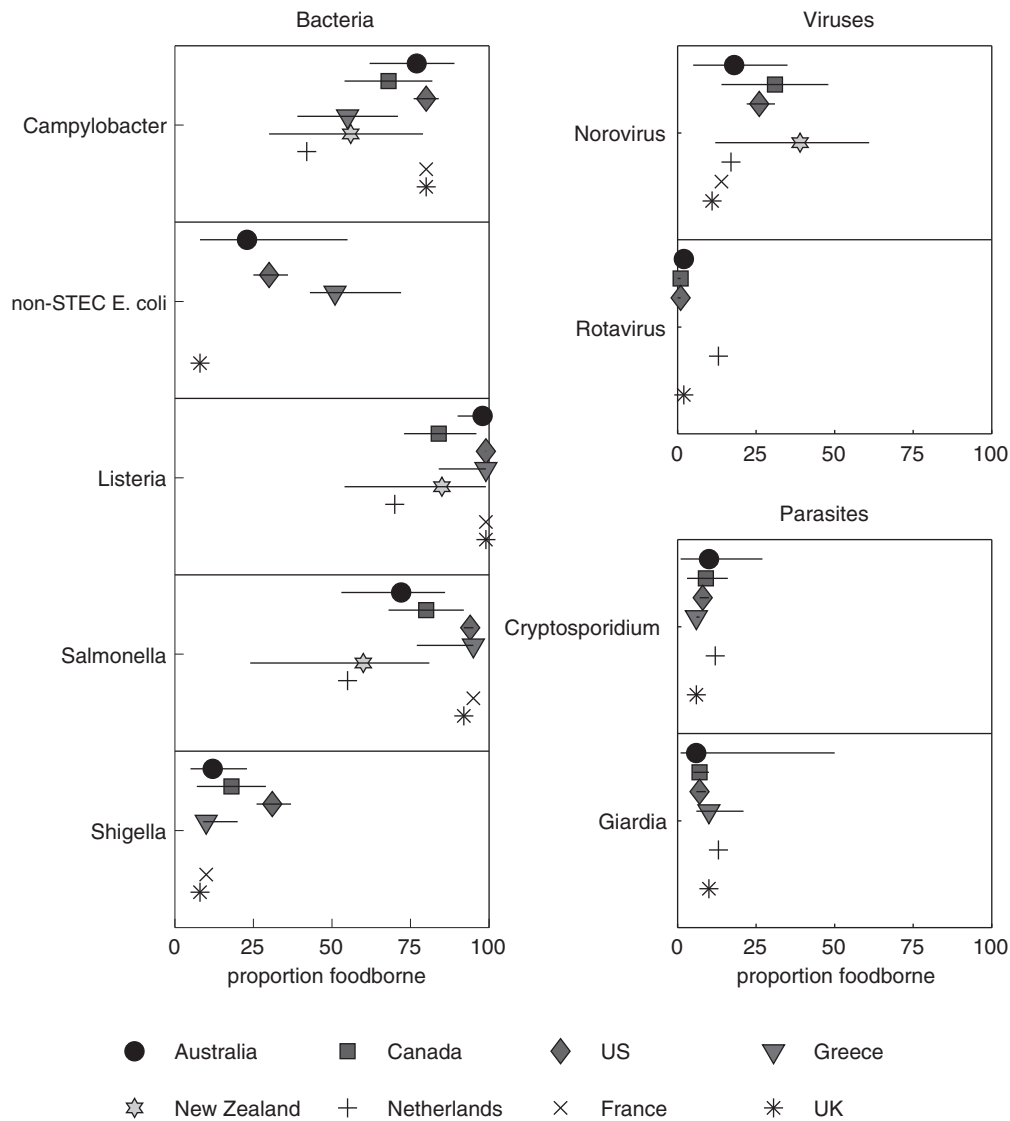 Bacteria
Campylobacter
non-STEC E. coli
Listeria
Salmonella
Shigella
0 25 50 75 100
proportion foodborne
Viruses
Norovirus
Rotavirus
0 25 50 75 100
Parasites
Cryptosporidium
Giardia
0 25 50 75 100
proportion foodborne
Australia Canada US Greece
New Zealand Netherlands France UK